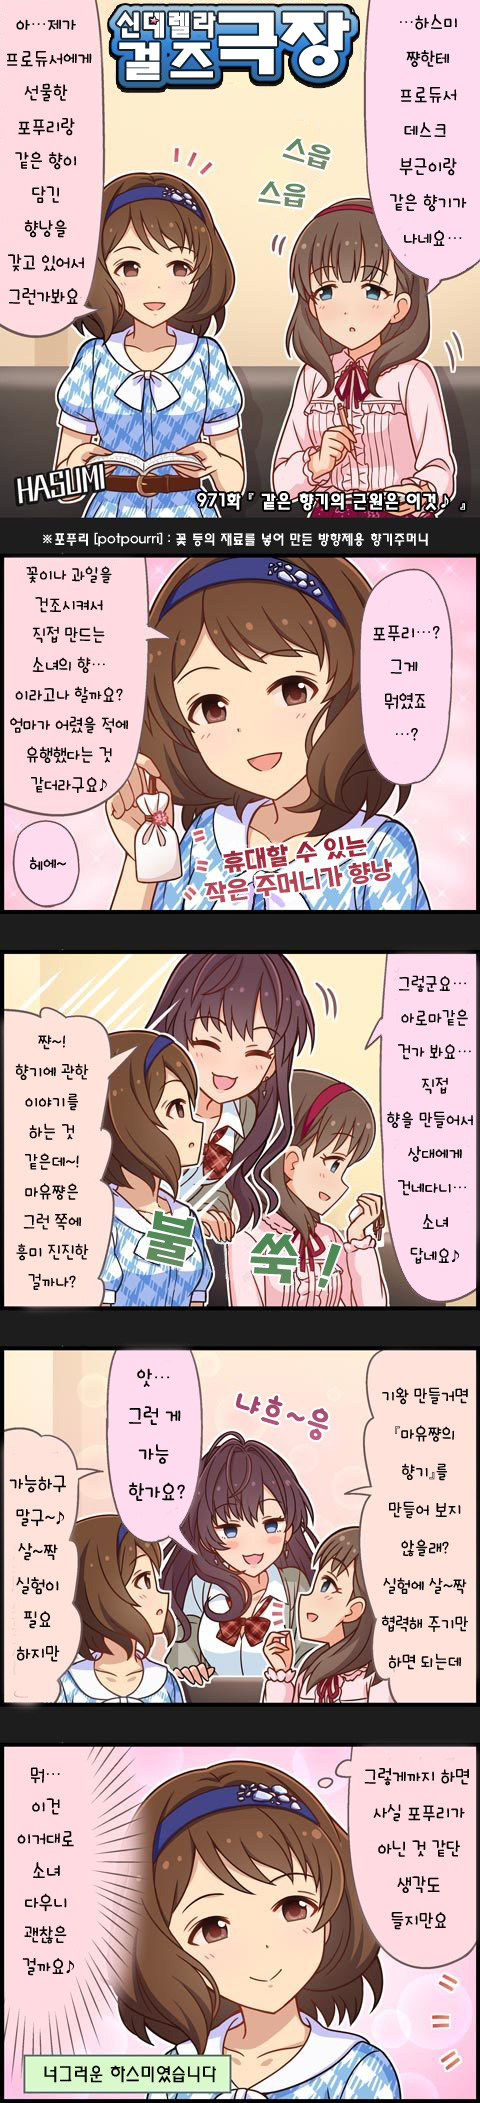 신데렐라
걸즈극장
…하스미
쨩한테
프로듀서
데스크
부근이랑
같은 향기가
나네요…
스읍
스읍
아…제가
프로듀서에게
선물한
포푸리랑
같은 향이
담긴
향낭을
갖고 있어서
그런가봐요
HASUMI
971화『 같은 향기의 근원은 이것♪ 』
※포푸리 [potpourri] : 꽃 등의 재료를 넣어 만든 방향제용 향기주머니
포푸리…?
그게
뭐였죠
…?
꽃이나 과일을
건조시켜서
직접 만드는
소녀의 향…
이라고나 할까요?
엄마가 어렸을 적에
유행했다는 것
같더라구요♪
헤에~
휴대할 수 있는
작은 주머니가 향낭
그렇군요…
아로마같은
건가 봐요…
직접
향을 만들어서
상대에게
건네다니…
소녀
답네요♪
쨘~!
향기에 관한
이야기를
하는 것
같은데~!
마유쨩은
그런 쪽에
흥미 진진한
걸까나?
불
쑥!
기왕 만들거면
『마유쨩의
향기』를
만들어 보지
않을래?
실험에 살~짝
협력해 주기만
하면 되는데
냐흐~응
앗…
그런 게
가능
한가요?
가능하구
말구~♪
살~짝
실험이
필요
하지만
그렇게까지 하면
사실 포푸리가
아닌 것 같단
생각도
들지만요
뭐…
이건
이거대로
소녀
다우니
괜찮은
걸까요♪
너그러운 하스미였습니다